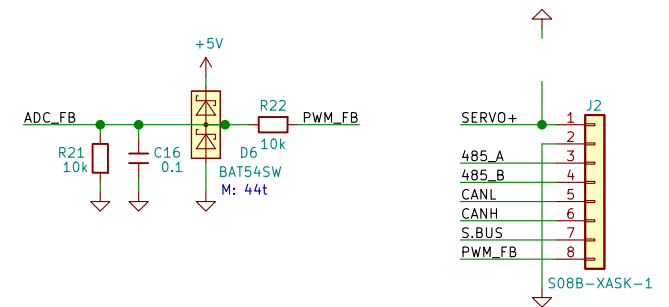 +5V
ADC_FB
R22
PWM_FB
10k
R21
10k
C16
0.1
D6
BAT54SW
M: 44t
J2
SERVO+ 1
2
485_A 3
485_B 4
CANL 5
CANH 6
S.BUS 7
PWM_FB 8
S08B-XASK-1